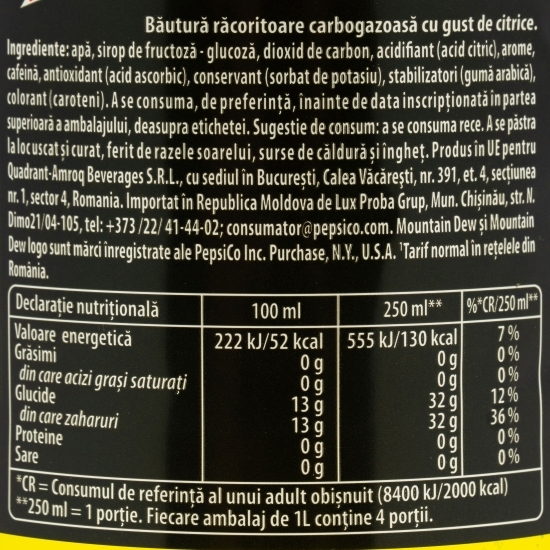 Băutură răcoritoare carbogazoasă cu gust de citrice.
Ingrediente: apă, sirop de fructoză - glucoză, dioxid de carbon, acidifiant (acid citric), arome,
cafeină, antioxidant (acid ascorbic), conservant (sorbat de potasiu), stabilizatori (gumă arabică),
colorant (caroteni). A se consuma, de preferință, înainte de data inscripționată în partea
superioară a ambalajului, deasupra etichetei. Sugestie de consum: a se consuma rece. A se păstra
la loc uscat și curat, ferit de razele soarelui, surse de căldură și îngheț. Produs în UE pentru
Quadrant-Amroq Beverages S.R.L., cu sediul în București, Calea Văcărești, nr. 391, et. 4, secțiunea
nr. 1, sector 4, Romania. Importat în Republica Moldova de Lux Proba Grup, Mun. Chișinău, str. N.
Dimo21/04-105, tel: +373 /22/ 41-44-02; consumator@pepsico.com. Mountain Dew și Mountain
Dew logo sunt mărci înregistrate ale PepsiCo Inc. Purchase, N.Y., U.S.A. ¹Tarif normal în rețelele din
România.
Declarație nutrițională 100 ml 250 ml** %*CR/250 ml**
Valoare energetică 222 kJ/52 kcal 555 kJ/130 kcal 7%
Grăsimi 0 g 0 g 0%
din care acizi grași saturați 0 g 0 g 0%
Glucide 13 g 32 g 12%
din care zaharuri 13 g 32 g 36%
Proteine 0 g 0 g 0%
Sare 0 g 0 g 0%
*CR = Consumul de referință al unui adult obișnuit (8400 kJ/2000 kcal)
**250 ml = 1 porție. Fiecare ambalaj de 1L conține 4 porții.